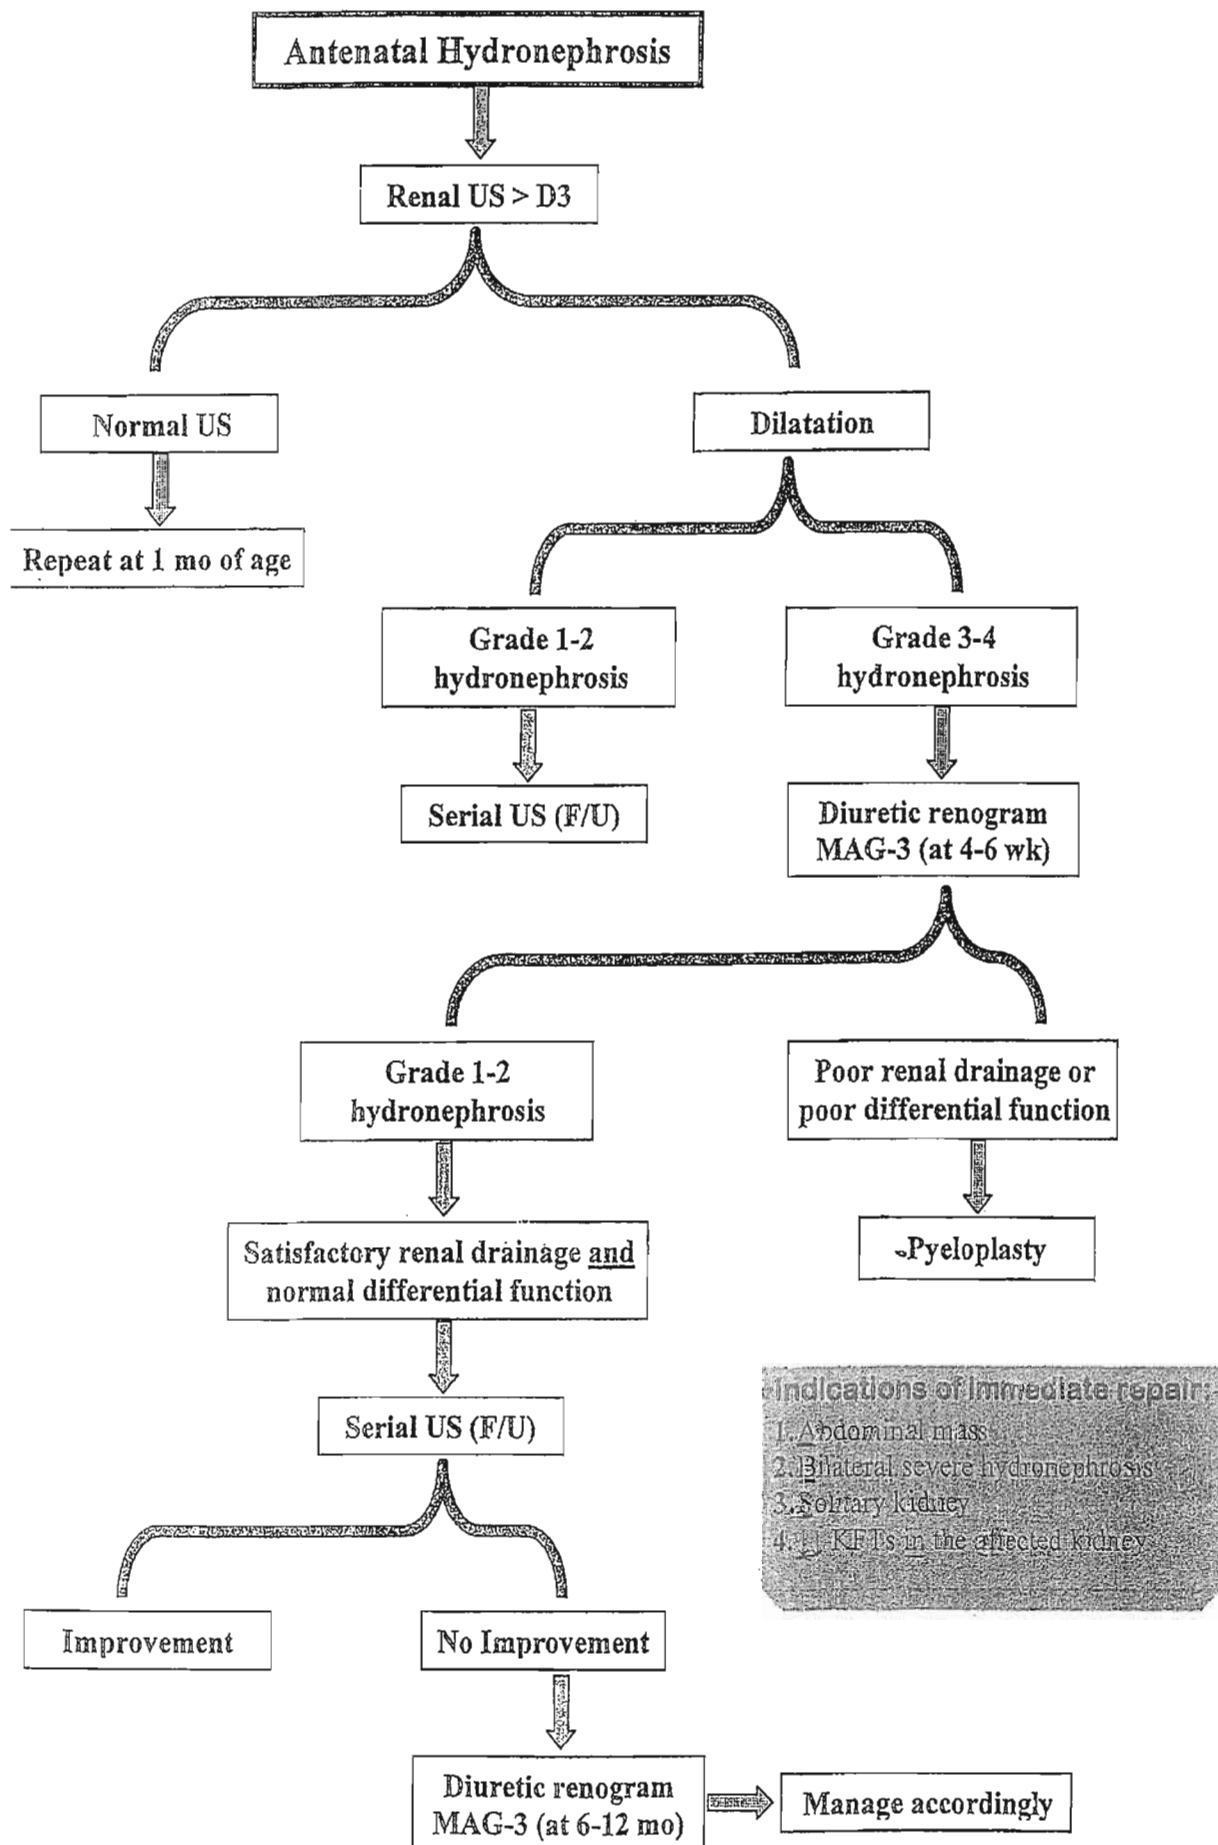 Antenatal Hydronephrosis
Renal US > D3
Normal US
Dilatation
Repeat at 1 mo of age
Grade 1-2
hydronephrosis
Grade 3-4
hydronephrosis
Serial US (F/U)
Diuretic renogram
MAG-3 (at 4-6 wk)
Grade 1-2
hydronephrosis
Poor renal drainage or
poor differential function
Satisfactory renal drainage and
normal differential function
Pyeloplasty
Serial US (F/U)
Indications of immediate repair:
1. Abdominal mass
2. Bilateral severe hydronephrosis
3. Solitary kidney
4. ↓↓ KFTs in the affected kidney
Improvement
No Improvement
Diuretic renogram
MAG-3 (at 6-12 mo)
Manage accordingly